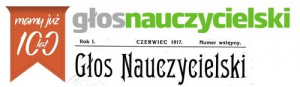 mamy już
100
lat!
głosnauczycielski
Rok I. CZERWIEC 1917. Numer wstępny.
Głos Nauczycielski